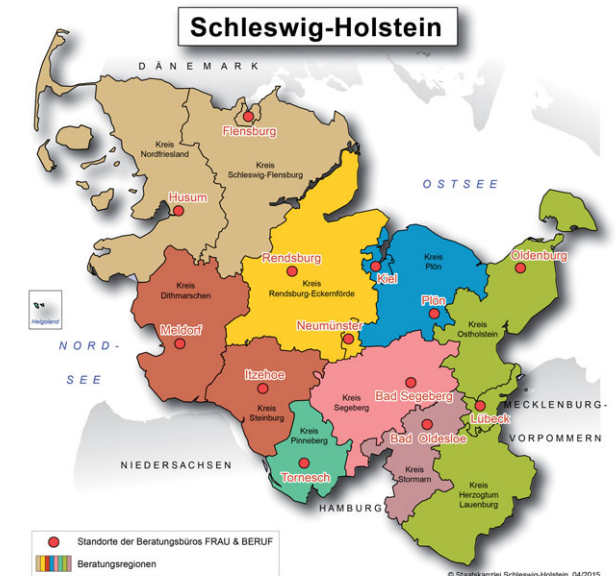 Schleswig-Holstein
DÄNEMARK
Flensburg
Kreis
Nordfriesland
Kreis
Schleswig-Flensburg
OSTSEE
Husum
Oldenburg
Rendsburg
Kiel
Kreis
Plön
Kreis
Rendsburg-Eckernförde
Kreis
Dithmarschen
Plön
Helgoland
Neumünster
Kreis
Ostholstein
Meldorf
NORD-
SEE
Itzehoe
Bad Segeberg
Kreis
Segeberg
MECKLENBURG-
VORPOMMERN
Kreis
Steinburg
Lübeck
Kreis
Pinneberg
Bad Oldesloe
NIEDERSACHSEN
Kreis
Stormarn
Tornesch
Kreis
Herzogtum
Lauenburg
HAMBURG
Standorte der Beratungsbüros FRAU & BERUF
Beratungsregionen
© Staatskanzlei Schleswig-Holstein, 04/2015